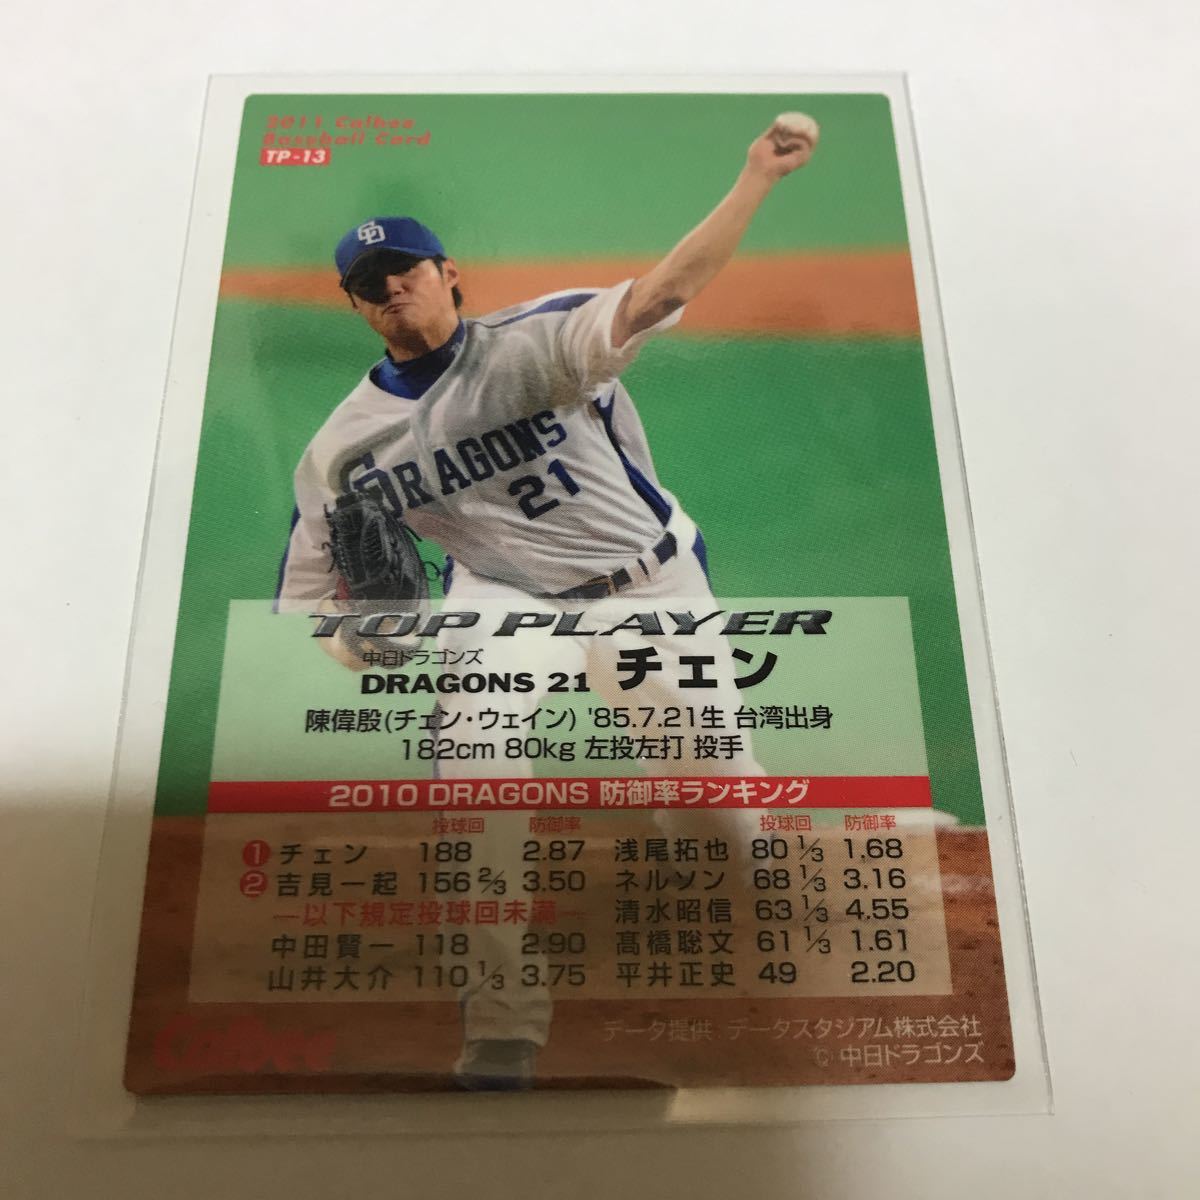 2011 Calbee
Baseball Card
TP-13
CD
DRAGONS
21
TOP PLAYER
中日ドラゴンズ
DRAGONS 21 チェン
陳偉殷(チェン・ウェイン) '85.7.21生 台湾出身
182cm 80kg 左投左打 投手
2010 DRAGONS 防御率ランキング
投球回 防御率 投球回 防御率
1 チェン 188 2.87 浅尾拓也 80 1/3 1.68
2 吉見一起 156 2/3 3.50 ネルソン 68 1/3 3.16
―以下規定投球回未満― 清水昭信 63 1/3 4.55
中田賢一 118 2.90 髙橋聡文 61 1/3 1.61
山井大介 110 1/3 3.75 平井正史 49 2.20
Calbee
データ提供:データスタジアム株式会社
© 中日ドラゴンズ